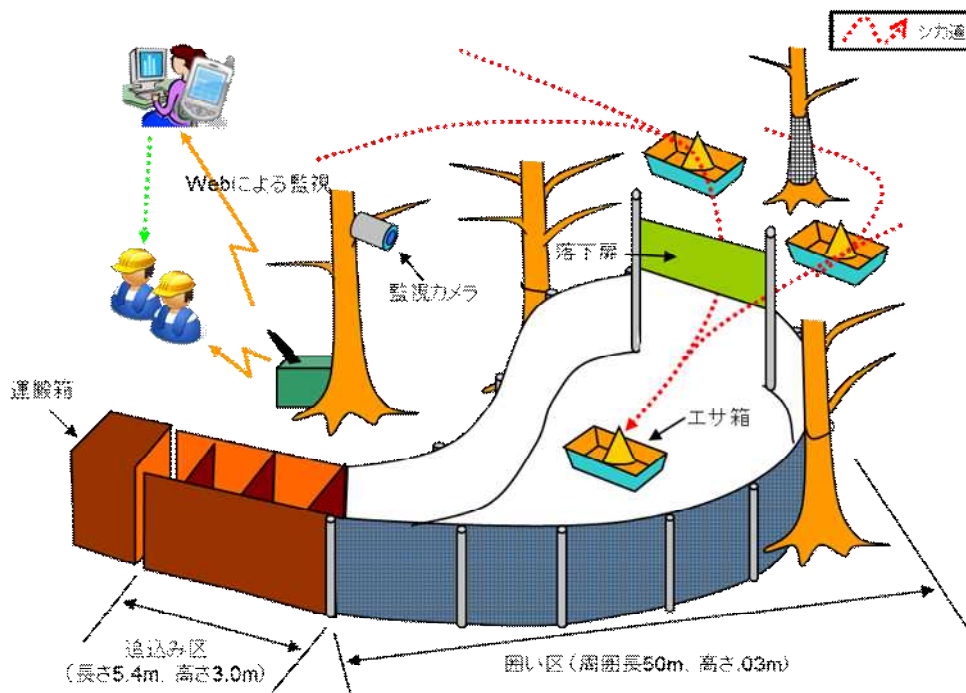 シカ道
Webによる監視
落下扉
監視カメラ
運搬箱
エサ箱
追込み区
(長さ5.4m、高さ3.0m)
囲い区(周囲長50m、高さ.03m)